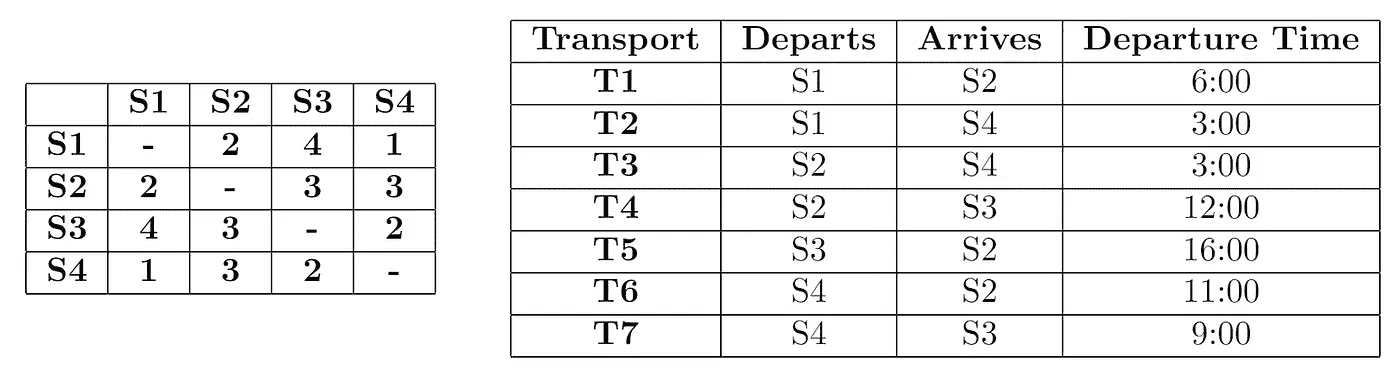 S1 S2 S3 S4
S1 - 2 4 1
S2 2 - 3 3
S3 4 3 - 2
S4 1 3 2 -
Transport Departs Arrives Departure Time
T1 S1 S2 6:00
T2 S1 S4 3:00
T3 S2 S4 3:00
T4 S2 S3 12:00
T5 S3 S2 16:00
T6 S4 S2 11:00
T7 S4 S3 9:00